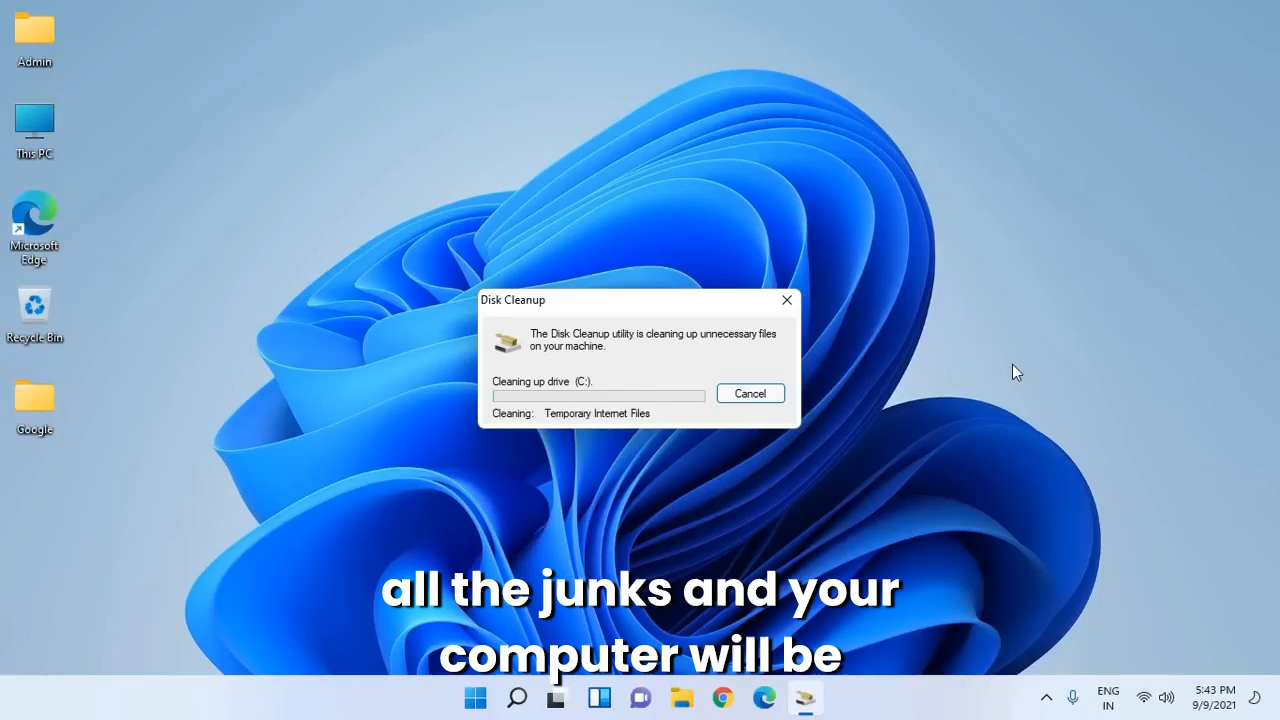 Admin
This PC
Microsoft
Edge
Recycle Bin
Google
Disk Cleanup
The Disk Cleanup utility is cleaning up unnecessary files
on your machine.
Cleaning up drive (C:).
Cancel
Cleaning: Temporary Internet Files
all the junks and your
computer will be
ENG
IN
5:43 PM
9/9/2021